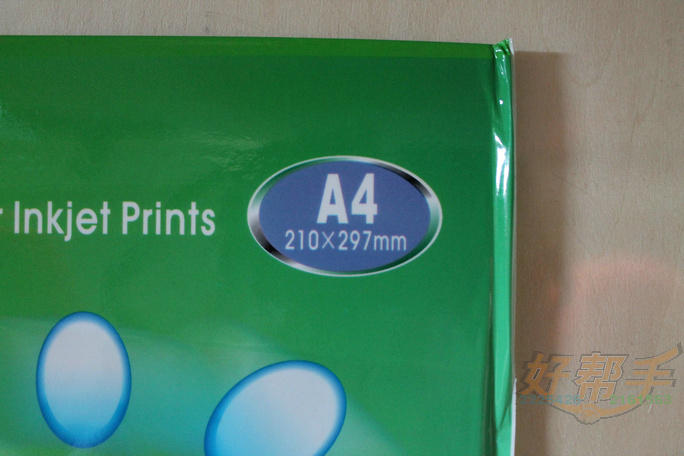 r Inkjet Prints
A4
210×297mm
好帮手